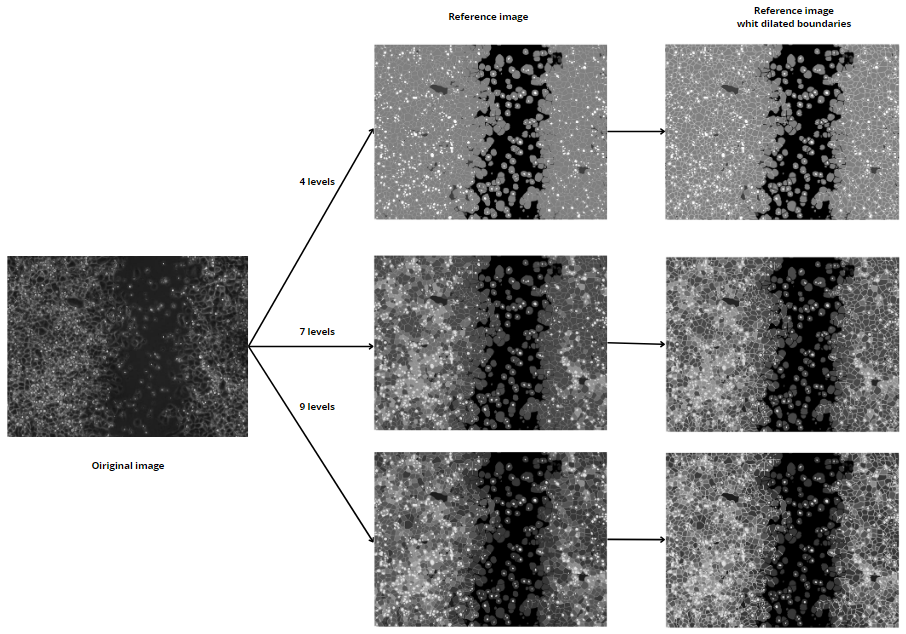 Reference image
Reference image
whit dilated boundaries
4 levels
7 levels
9 levels
Oiriginal image